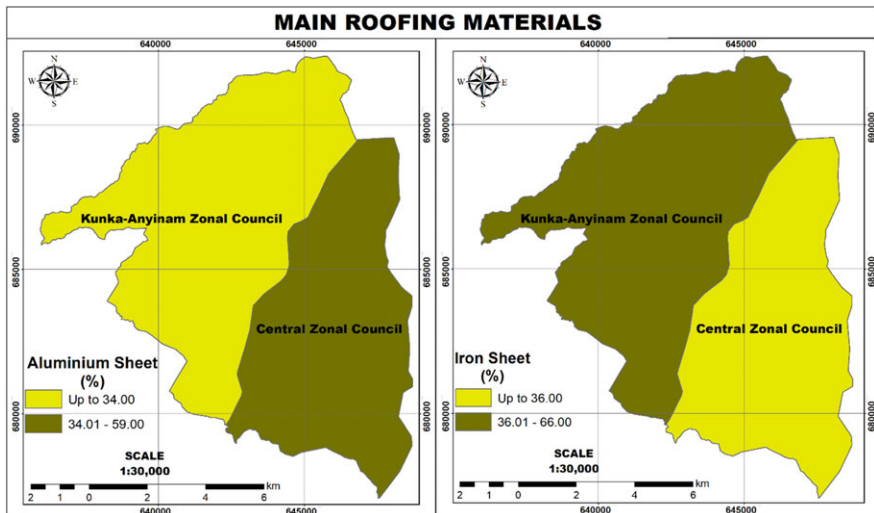 MAIN ROOFING MATERIALS
640000 645000
N
W E
S
690000
685000
680000
Kunka-Anyinam Zonal Council
Central Zonal Council
Aluminium Sheet
(%)
Up to 34.00
34.01 - 59.00
SCALE
1:30,000
km
2 1 0 2 4 6
640000 645000
640000 645000
N
W E
S
690000
690000
685000
685000
680000
680000
Kunka-Anyinam Zonal Council
Central Zonal Council
Iron Sheet
(%)
Up to 36.00
36.01 - 66.00
SCALE
1:30,000
km
2 1 0 2 4 6
640000 645000